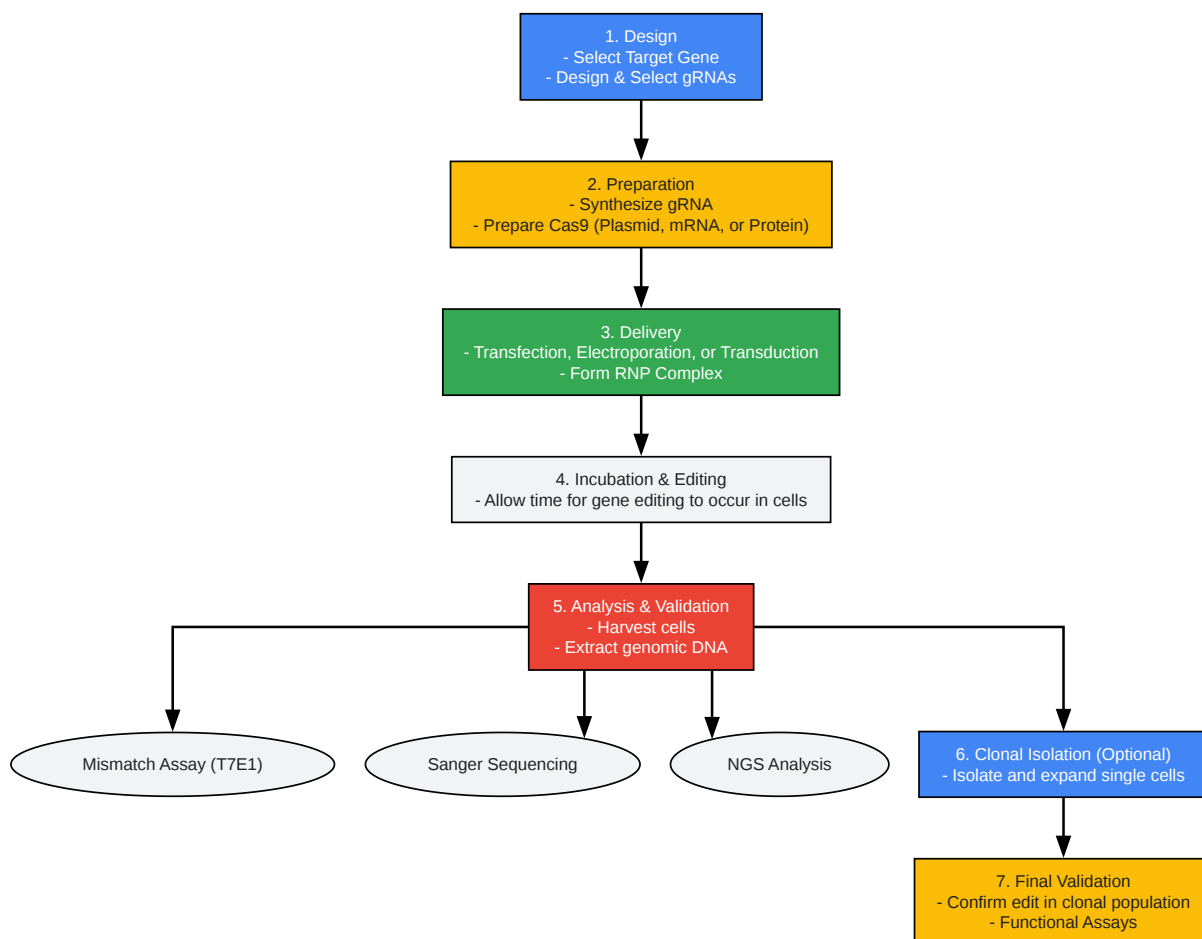 1. Design
- Select Target Gene
- Design & Select gRNAs
2. Preparation
- Synthesize gRNA
- Prepare Cas9 (Plasmid, mRNA, or Protein)
3. Delivery
- Transfection, Electroporation, or Transduction
- Form RNP Complex
4. Incubation & Editing
- Allow time for gene editing to occur in cells
5. Analysis & Validation
- Harvest cells
- Extract genomic DNA
Mismatch Assay (T7E1)
Sanger Sequencing
NGS Analysis
6. Clonal Isolation (Optional)
- Isolate and expand single cells
7. Final Validation
- Confirm edit in clonal population
- Functional Assays